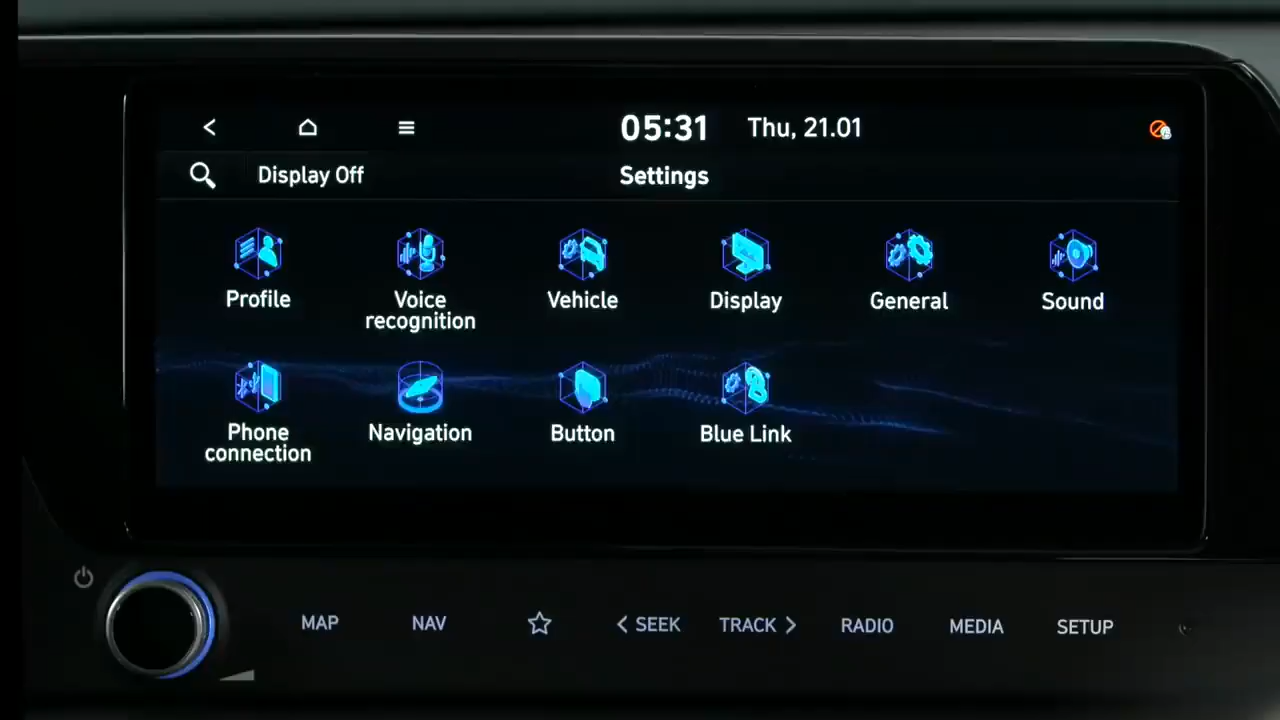 05:31 Thu, 21.01
Display Off Settings
Profile
Voice
recognition
Vehicle
Display
General
Sound
Phone
connection
Navigation
Button
Blue Link
MAP NAV < SEEK TRACK > RADIO MEDIA SETUP